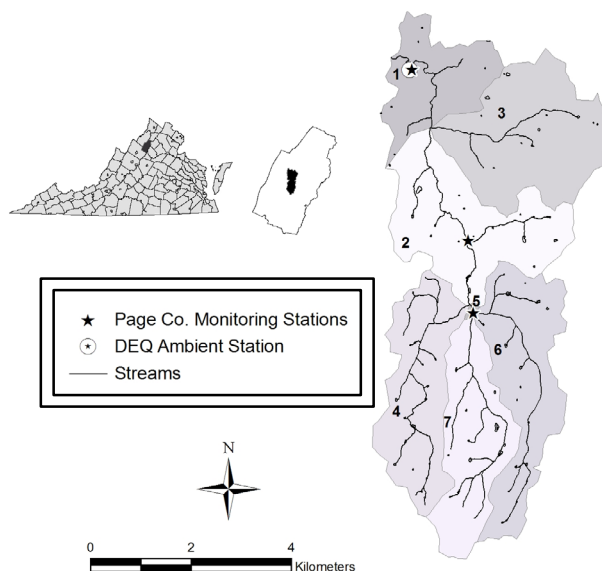 1
3
2
5
6
4
7
Page Co. Monitoring Stations
DEQ Ambient Station
Streams
N
0 2 4
Kilometers